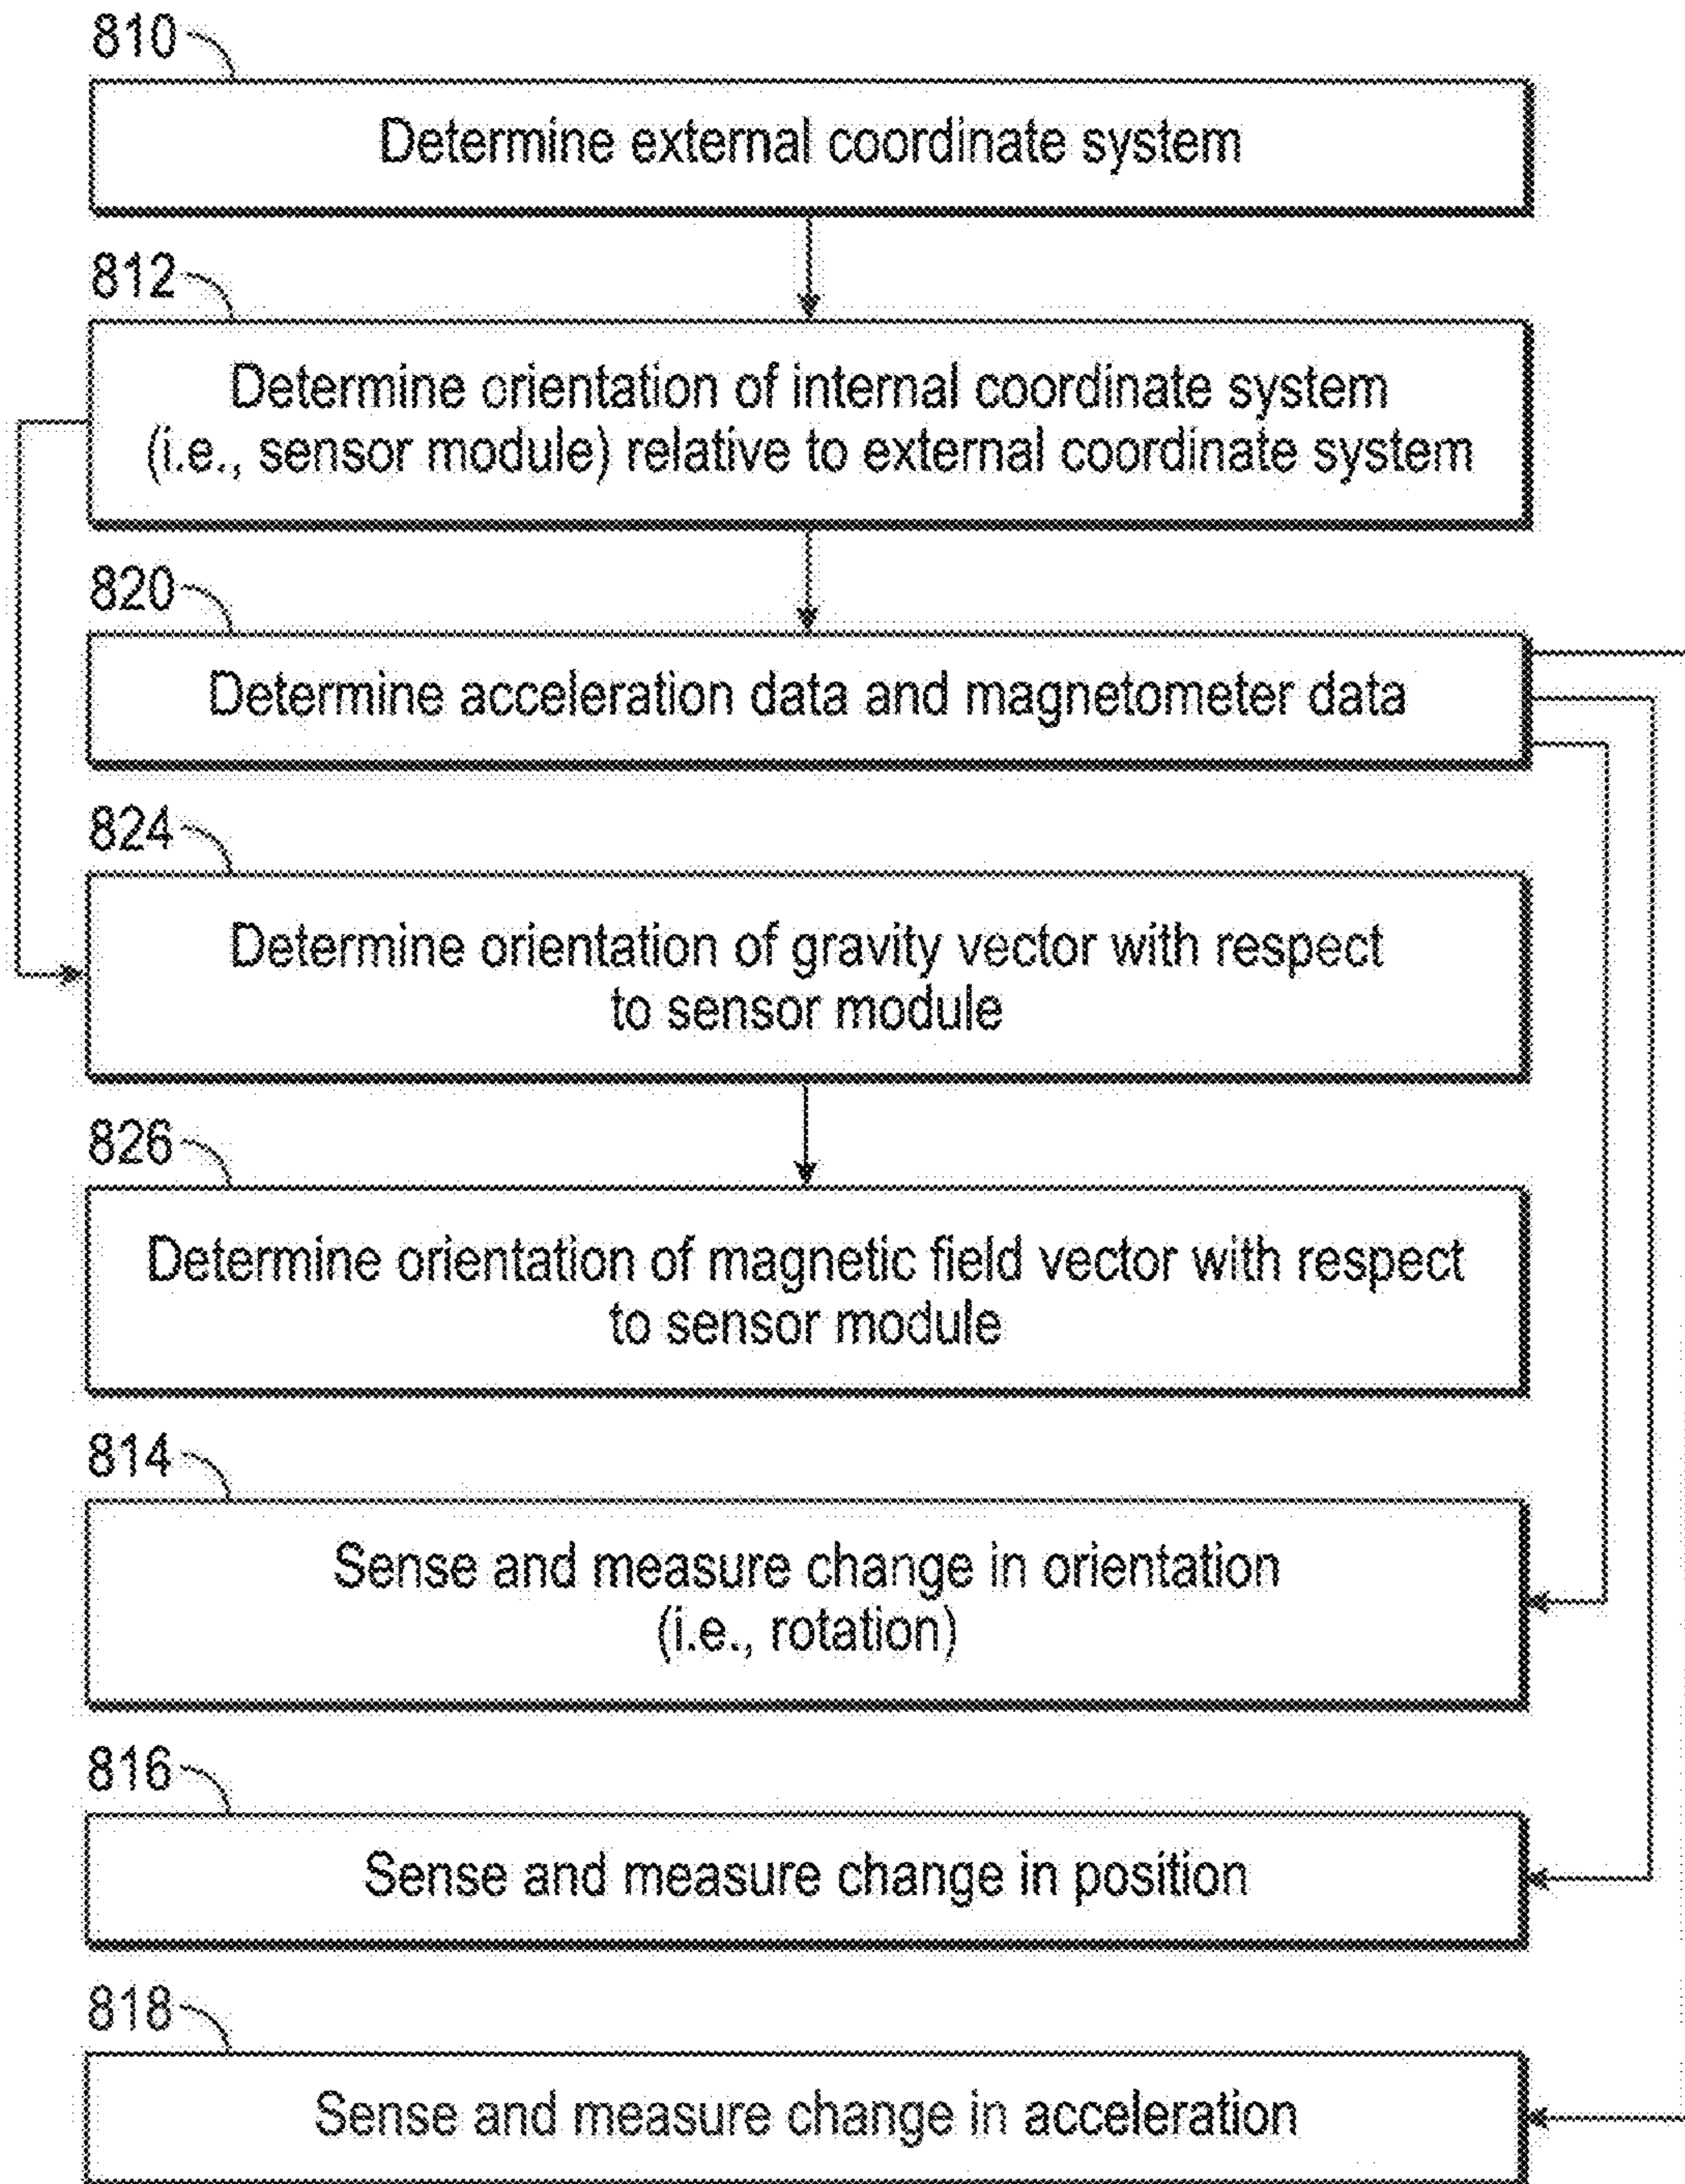 810
Determine external coordinate system
812
Determine orientation of internal coordinate system
(i.e., sensor module) relative to external coordinate system
820
Determine acceleration data and magnetometer data
824
Determine orientation of gravity vector with respect
to sensor module
826
Determine orientation of magnetic field vector with respect
to sensor module
814
Sense and measure change in orientation
(i.e., rotation)
816
Sense and measure change in position
818
Sense and measure change in acceleration